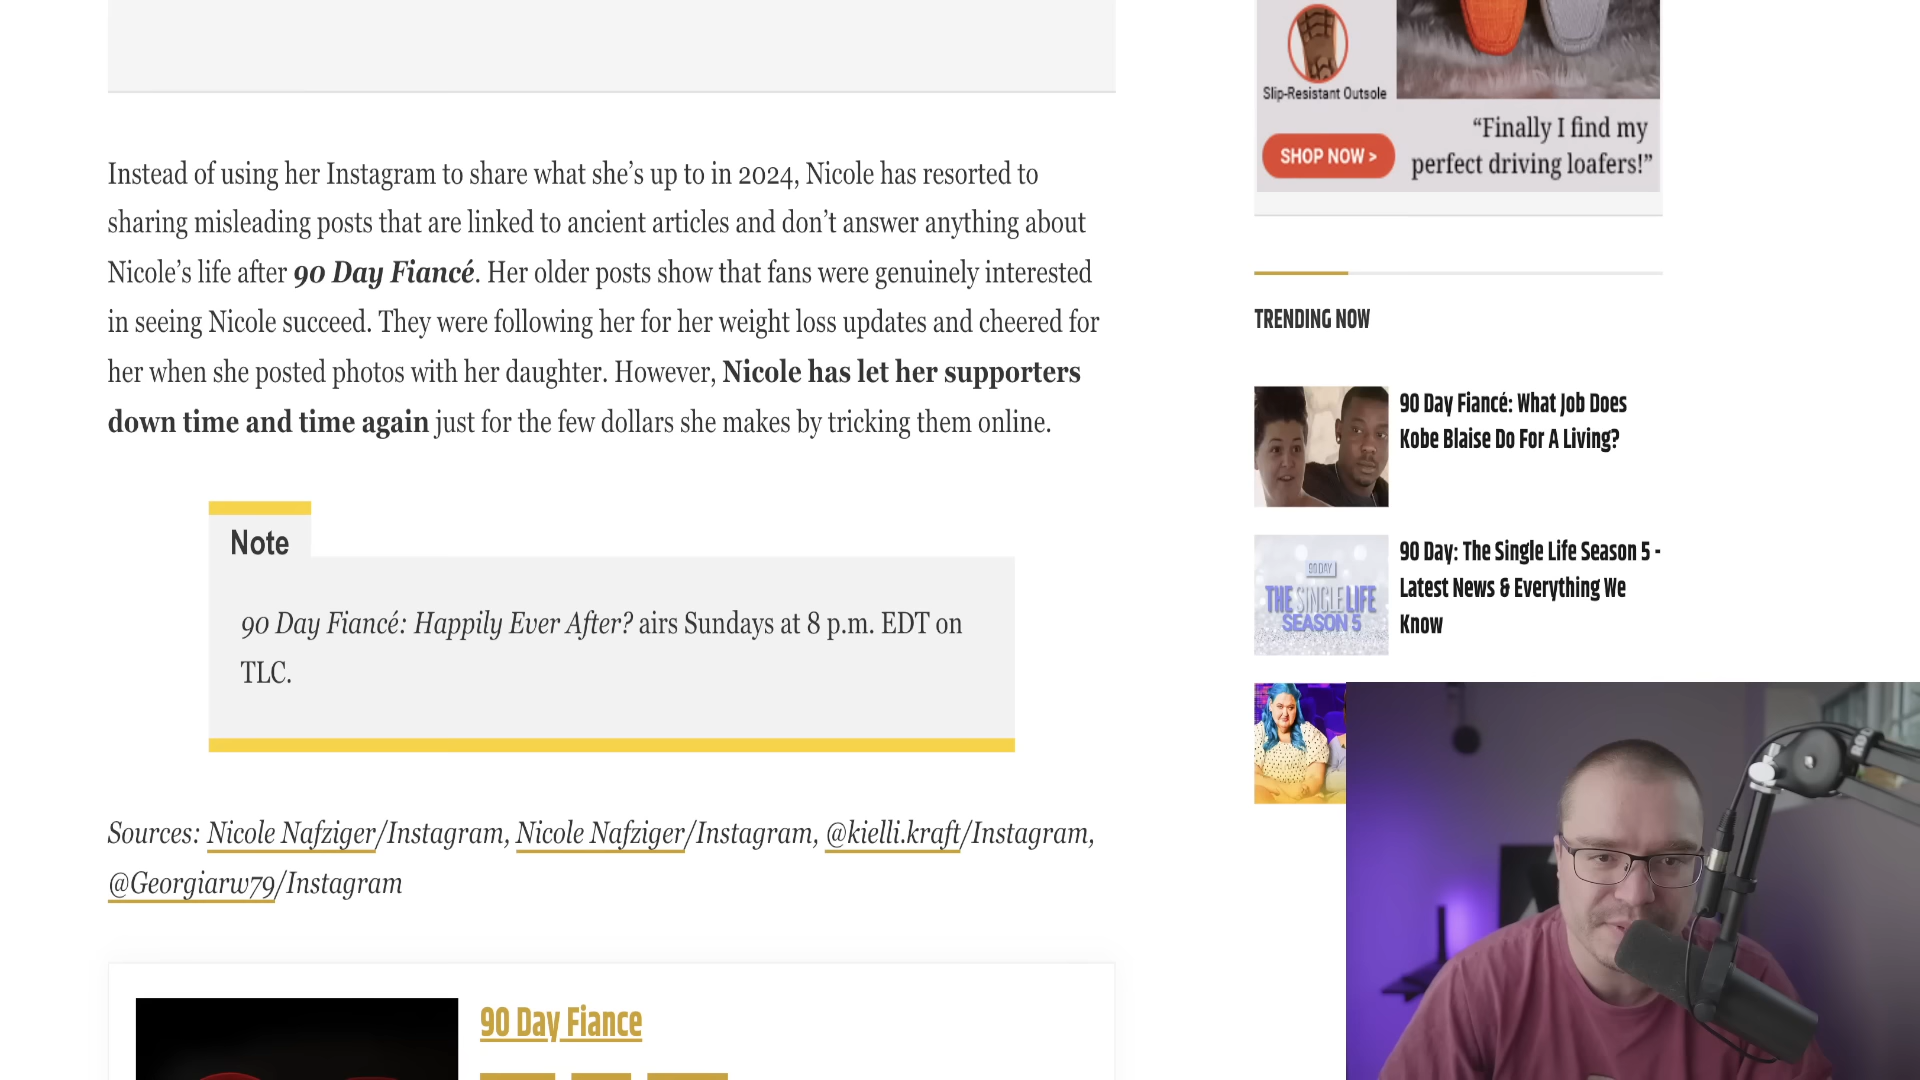 Instead of using her Instagram to share what she’s up to in 2024, Nicole has resorted to
sharing misleading posts that are linked to ancient articles and don’t answer anything about
Nicole’s life after 90 Day Fiancé. Her older posts show that fans were genuinely interested
in seeing Nicole succeed. They were following her for her weight loss updates and cheered for
her when she posted photos with her daughter. However, Nicole has let her supporters
down time and time again just for the few dollars she makes by tricking them online.
Note
90 Day Fiancé: Happily Ever After? airs Sundays at 8 p.m. EDT on
TLC.
Sources: Nicole Nafziger/Instagram, Nicole Nafziger/Instagram, @kielli.kraft/Instagram,
@Georgiarw79/Instagram
90 Day Fiance
Slip-Resistant Outsole
SHOP NOW >
“Finally I find my
perfect driving loafers!”
TRENDING NOW
90 Day Fiancé: What Job Does
Kobe Blaise Do For A Living?
90 DAY
THE SINGLE LIFE
SEASON 5
90 Day: The Single Life Season 5 -
Latest News & Everything We
Know